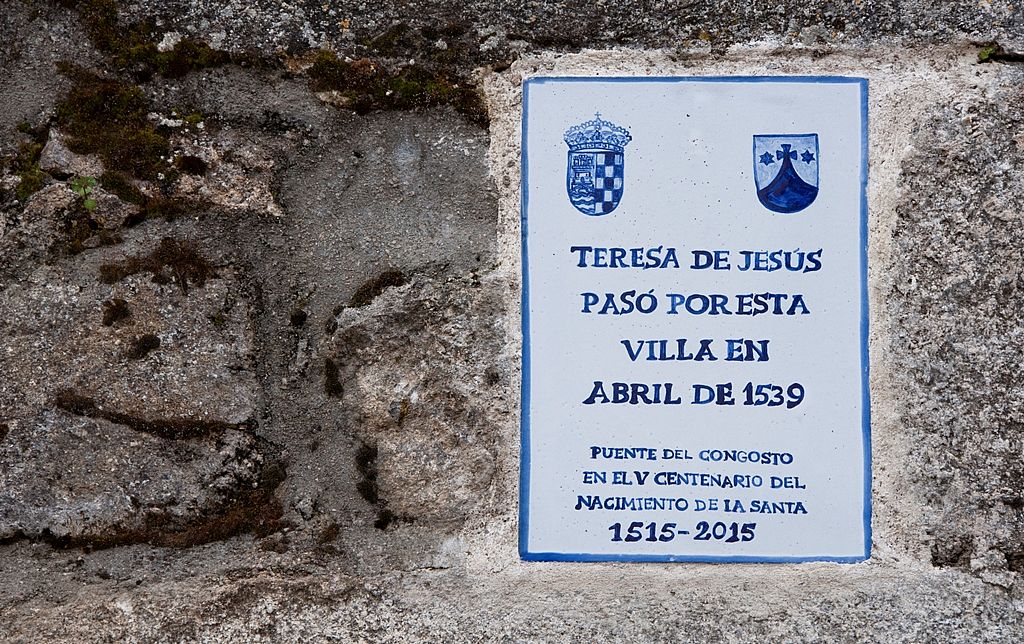 TERESA DE JESÚS
PASÓ POR ESTA
VILLA EN
ABRIL DE 1539
PUENTE DEL CONGOSTO
EN EL V CENTENARIO DEL
NACIMIENTO DE LA SANTA
1515-2015